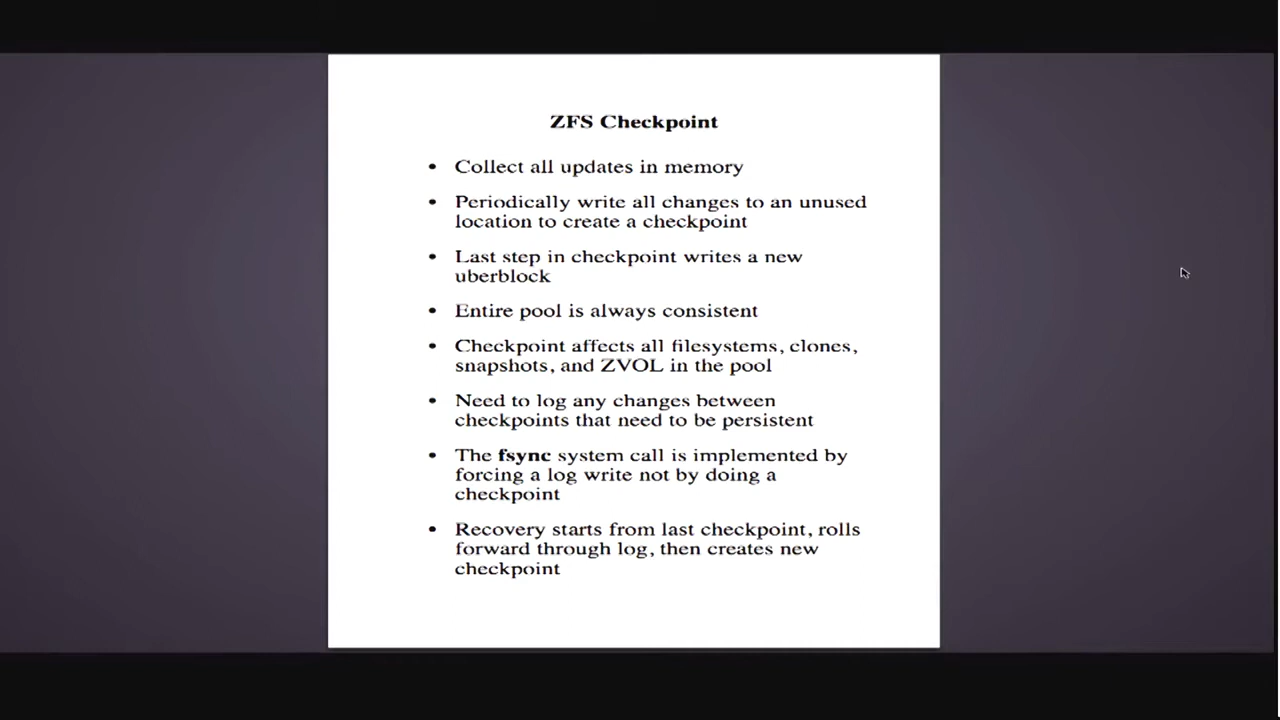 ZFS Checkpoint
• Collect all updates in memory
• Periodically write all changes to an unused
location to create a checkpoint
• Last step in checkpoint writes a new
uberblock
• Entire pool is always consistent
• Checkpoint affects all filesystems, clones,
snapshots, and ZVOL in the pool
• Need to log any changes between
checkpoints that need to be persistent
• The fsync system call is implemented by
forcing a log write not by doing a
checkpoint
• Recovery starts from last checkpoint, rolls
forward through log, then creates new
checkpoint